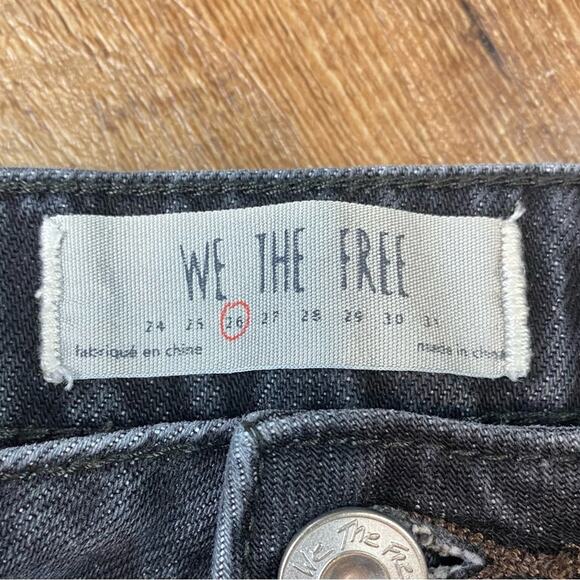 WE THE FREE
24 25 26 27 28 29 30 31
fabriqué en chine made in china
We The Free